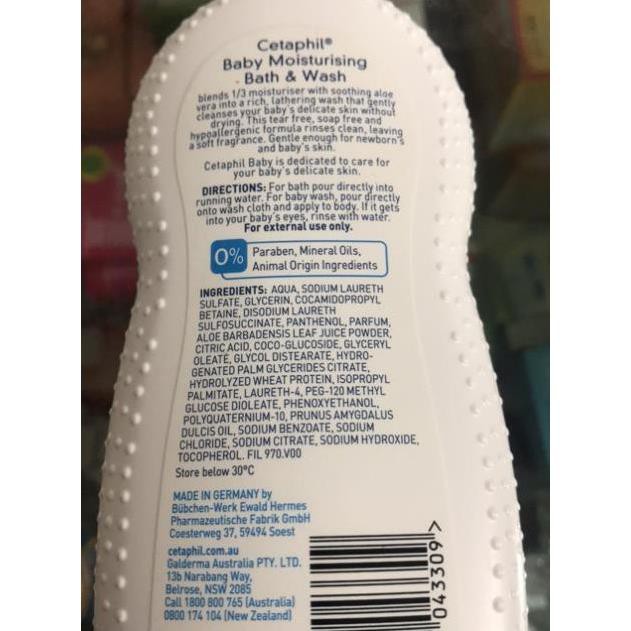 Cetaphil®
Baby Moisturising
Bath & Wash
blends 1/3 moisturiser with soothing aloe
vera into a rich, lathering wash that gently
cleanses your baby's delicate skin without
drying. This tear free, soap free and
hypoallergenic formula rinses clean, leaving
a soft fragrance. Gentle enough for newborn's
and baby's skin.
Cetaphil Baby is dedicated to care for
your baby's delicate skin.
DIRECTIONS: For bath pour directly into
running water. For baby wash, pour directly
onto wash cloth and apply to body. If it gets
into your baby's eyes, rinse with water.
For external use only.
0% Paraben, Mineral Oils,
Animal Origin Ingredients
INGREDIENTS: AQUA, SODIUM LAURETH
SULFATE, GLYCERIN, COCAMIDOPROPYL
BETAINE, DISODIUM LAURETH
SULFOSUCCINATE, PANTHENOL, PARFUM,
ALOE BARBADENSIS LEAF JUICE POWDER,
CITRIC ACID, COCO-GLUCOSIDE, GLYCERYL
OLEATE, GLYCOL DISTEARATE, HYDRO-
GENATED PALM GLYCERIDES CITRATE,
HYDROLYZED WHEAT PROTEIN, ISOPROPYL
PALMITATE, LAURETH-4, PEG-120 METHYL
GLUCOSE DIOLEATE, PHENOXYETHANOL,
POLYQUATERNIUM-10, PRUNUS AMYGDALUS
DULCIS OIL, SODIUM BENZOATE, SODIUM
CHLORIDE, SODIUM CITRATE, SODIUM HYDROXIDE,
TOCOPHEROL. FIL 970.V00
Store below 30°C
MADE IN GERMANY by
Bübchen-Werk Ewald Hermes
Pharmazeutische Fabrik GmbH
Coesterweg 37, 59494 Soest
cetaphil.com.au
Galderma Australia PTY. LTD.
13b Narabang Way,
Belrose, NSW 2085
Call 1800 800 765 (Australia)
0800 174 104 (New Zealand)
043309>